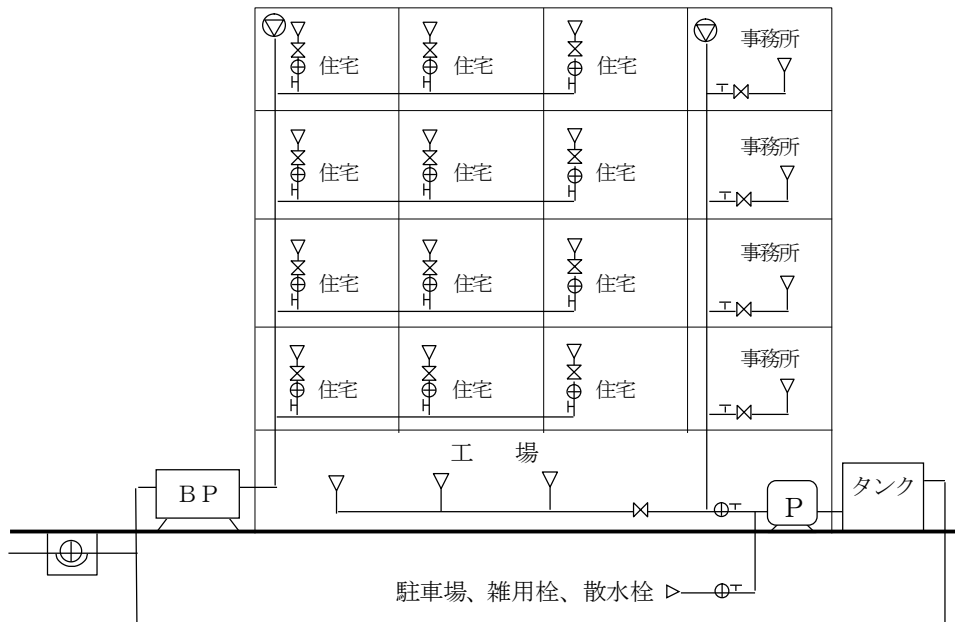 事務所
住宅 住宅 住宅
事務所
住宅 住宅 住宅
事務所
住宅 住宅 住宅
事務所
住宅 住宅 住宅
工 場
ＢＰ
Ｐ
タンク
駐車場、雑用栓、散水栓